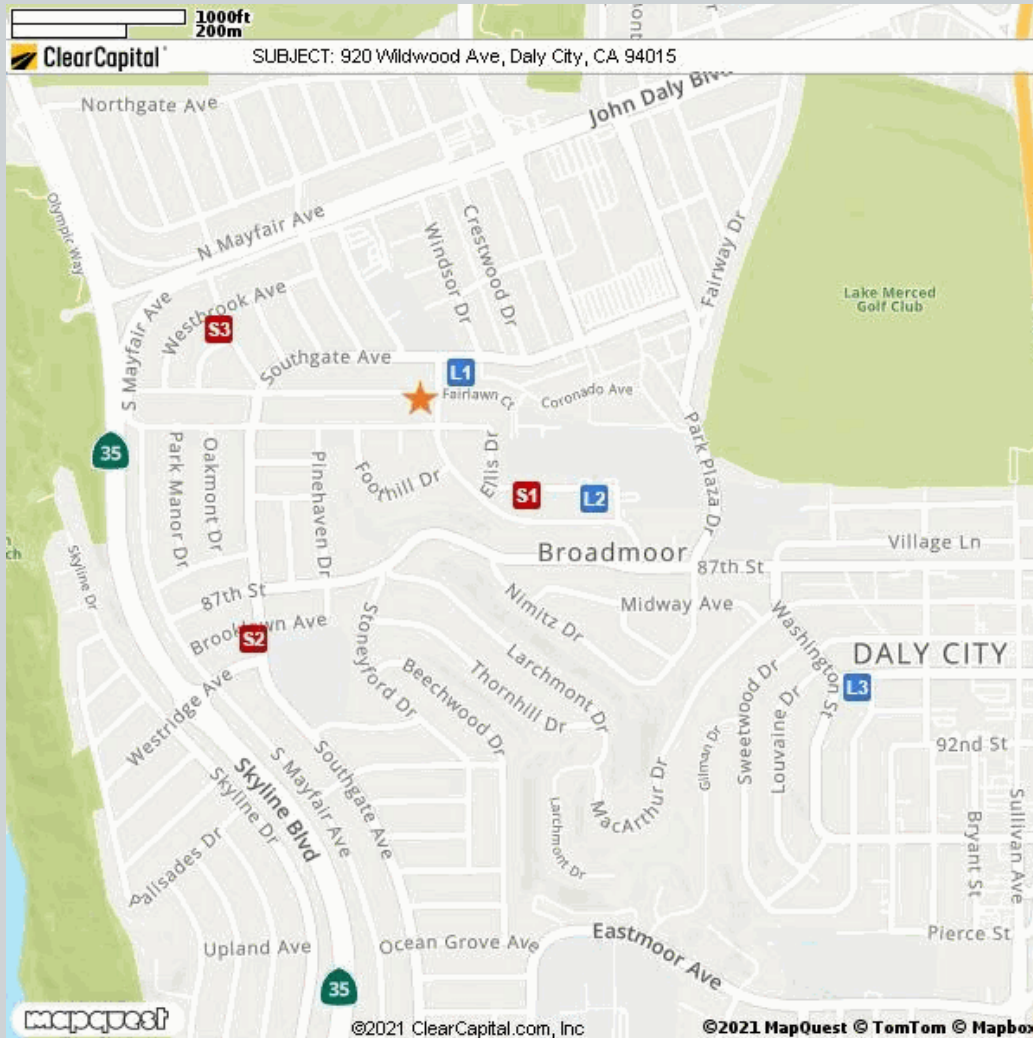 1000ft
200m
ClearCapital
SUBJECT: 920 Wildwood Ave, Daly City, CA 94015
Northgate Ave
John Daly Blvd
Olympic Way
N Mayfair Ave
Crestwood Dr
Windsor Dr
Fairway Dr
Lake Merced
Golf Club
S Mayfair Ave
Westbrook Ave
S3
Southgate Ave
L1
Fairlawn Ct
Coronado Ave
35
Park Manor Dr
Oakmont Dr
Pinehaven Dr
Foothill Dr
Ellis Dr
S1
L2
Park Plaza Dr
Broadmoor
87th St
Village Ln
Skyline Dr
87th St
Nimitz Dr
Midway Ave
Washington St
Brooklawn Ave
S2
Stoneyford Dr
Larchmont Dr
DALY CITY
Westridge Ave
Beechwood Dr
Thornhill Dr
Sweetwood Dr
Louvaine Dr
L3
Gilman Dr
92nd St
Skyline Dr
Skyline Blvd
S Mayfair Ave
Southgate Ave
MacArthur Dr
Larchmont Dr
Bryant St
Sullivan Ave
Palisades Dr
Upland Ave
Ocean Grove Ave
Eastmoor Ave
Pierce St
35
mapquest
©2021 ClearCapital.com, Inc
©2021 MapQuest © TomTom © Mapbox